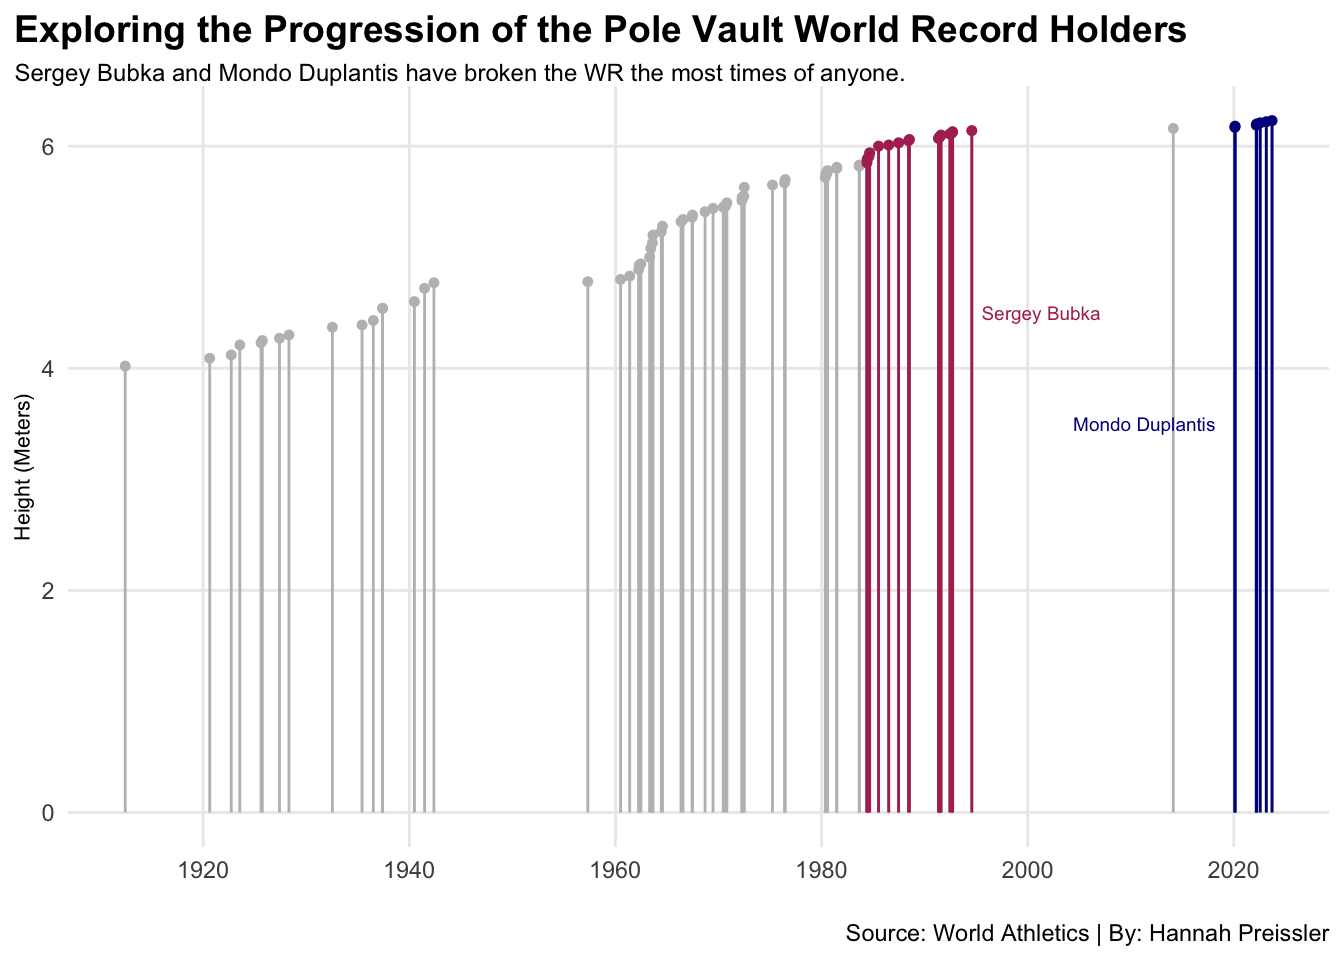 Exploring the Progression of the Pole Vault World Record Holders
Sergey Bubka and Mondo Duplantis have broken the WR the most times of anyone.
6
4
2
0
Height (Meters)
Sergey Bubka
Mondo Duplantis
1920 1940 1960 1980 2000 2020
Source: World Athletics | By: Hannah Preissler